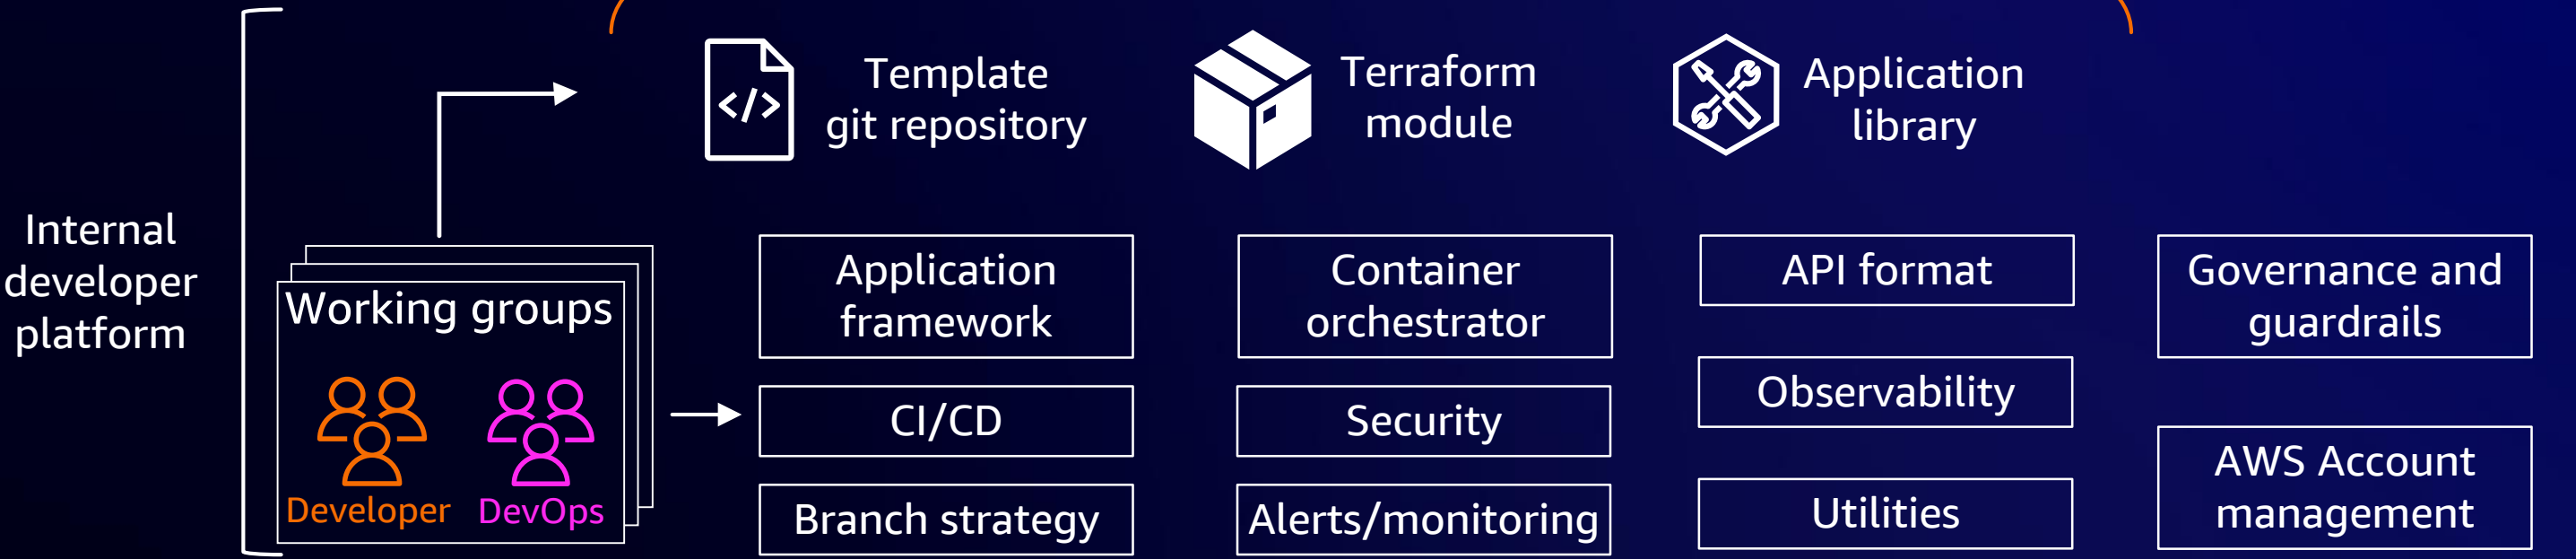 Internal
developer
platform
Working groups
Developer
DevOps
</>
Template
git repository
Terraform
module
Application
library
Application
framework
CI/CD
Branch strategy
Container
orchestrator
Security
Alerts/monitoring
API format
Observability
Utilities
Governance and
guardrails
AWS Account
management